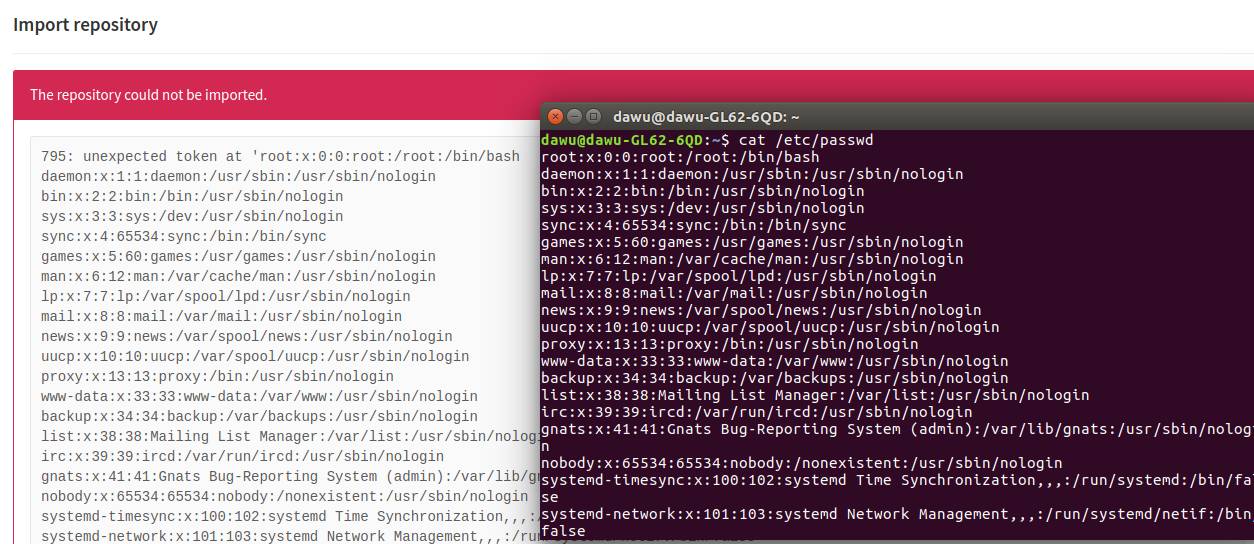 Import repository
The repository could not be imported.
795: unexpected token at 'root:x:0:0:root:/root:/bin/bash
daemon:x:1:1:daemon:/usr/sbin:/usr/sbin/nologin
bin:x:2:2:bin:/bin:/usr/sbin/nologin
sys:x:3:3:sys:/dev:/usr/sbin/nologin
sync:x:4:65534:sync:/bin:/bin/sync
games:x:5:60:games:/usr/games:/usr/sbin/nologin
man:x:6:12:man:/var/cache/man:/usr/sbin/nologin
lp:x:7:7:lp:/var/spool/lpd:/usr/sbin/nologin
mail:x:8:8:mail:/var/mail:/usr/sbin/nologin
news:x:9:9:news:/var/spool/news:/usr/sbin/nologin
uucp:x:10:10:uucp:/var/spool/uucp:/usr/sbin/nologin
proxy:x:13:13:proxy:/bin:/usr/sbin/nologin
www-data:x:33:33:www-data:/var/www:/usr/sbin/nologin
backup:x:34:34:backup:/var/backups:/usr/sbin/nologin
list:x:38:38:Mailing List Manager:/var/list:/usr/sbin/nologi
irc:x:39:39:ircd:/var/run/ircd:/usr/sbin/nologin
gnats:x:41:41:Gnats Bug-Reporting System (admin):/var/lib/g
nobody:x:65534:65534:nobody:/nonexistent:/usr/sbin/nologin
systemd-timesync:x:100:102:systemd Time Synchronization,,,:
systemd-network:x:101:103:systemd Network Management,,,:/ru
dawu@dawu-GL62-6QD: ~
dawu@dawu-GL62-6QD:~$ cat /etc/passwd
root:x:0:0:root:/root:/bin/bash
daemon:x:1:1:daemon:/usr/sbin:/usr/sbin/nologin
bin:x:2:2:bin:/bin:/usr/sbin/nologin
sys:x:3:3:sys:/dev:/usr/sbin/nologin
sync:x:4:65534:sync:/bin:/bin/sync
games:x:5:60:games:/usr/games:/usr/sbin/nologin
man:x:6:12:man:/var/cache/man:/usr/sbin/nologin
lp:x:7:7:lp:/var/spool/lpd:/usr/sbin/nologin
mail:x:8:8:mail:/var/mail:/usr/sbin/nologin
news:x:9:9:news:/var/spool/news:/usr/sbin/nologin
uucp:x:10:10:uucp:/var/spool/uucp:/usr/sbin/nologin
proxy:x:13:13:proxy:/bin:/usr/sbin/nologin
www-data:x:33:33:www-data:/var/www:/usr/sbin/nologin
backup:x:34:34:backup:/var/backups:/usr/sbin/nologin
list:x:38:38:Mailing List Manager:/var/list:/usr/sbin/nologin
irc:x:39:39:ircd:/var/run/ircd:/usr/sbin/nologin
gnats:x:41:41:Gnats Bug-Reporting System (admin):/var/lib/gnats:/usr/sbin/nologi
n
nobody:x:65534:65534:nobody:/nonexistent:/usr/sbin/nologin
systemd-timesync:x:100:102:systemd Time Synchronization,,,:/run/systemd:/bin/fal
se
systemd-network:x:101:103:systemd Network Management,,,:/run/systemd/netif:/bin/
false